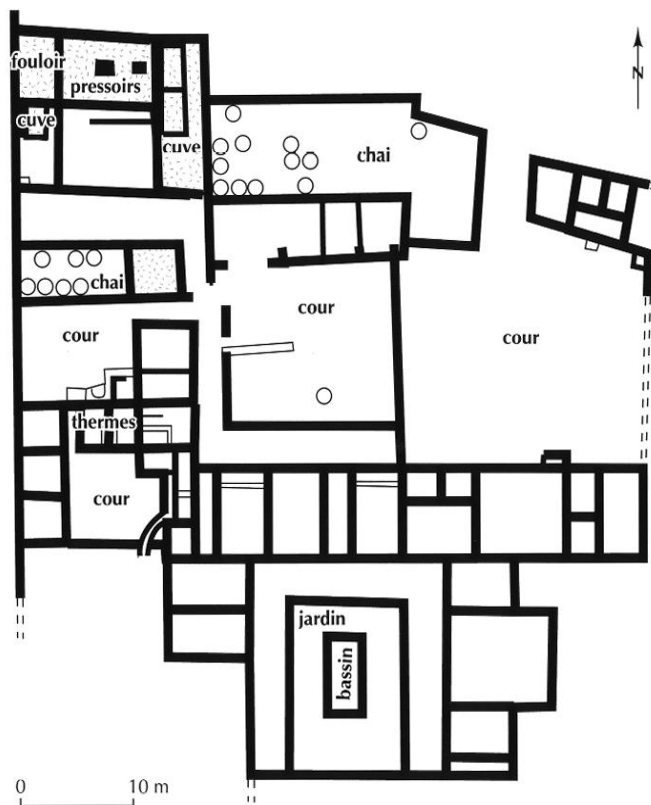 fouloir
pressoirs
N
cuve
cuve
chai
chai
cour
cour
cour
thermes
cour
jardin
bassin
0 10 m